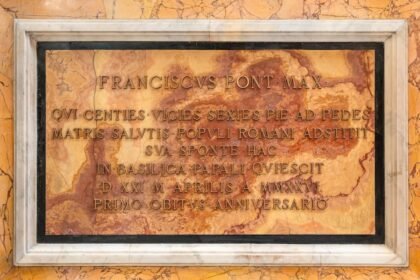 FRANCISCVS PONT MAX
QVI CENTIES VIGIES SEXIES PIE AD PEDES
MATRIS SALVTIS POPVLI ROMANI ADSTITIT
SVA SPONTE HAC
IN BASILICA PAPALI QVIESCIT
D XXI M APRILIS A MMXXVI
PRIMO OBITVS ANNIVERSARIO